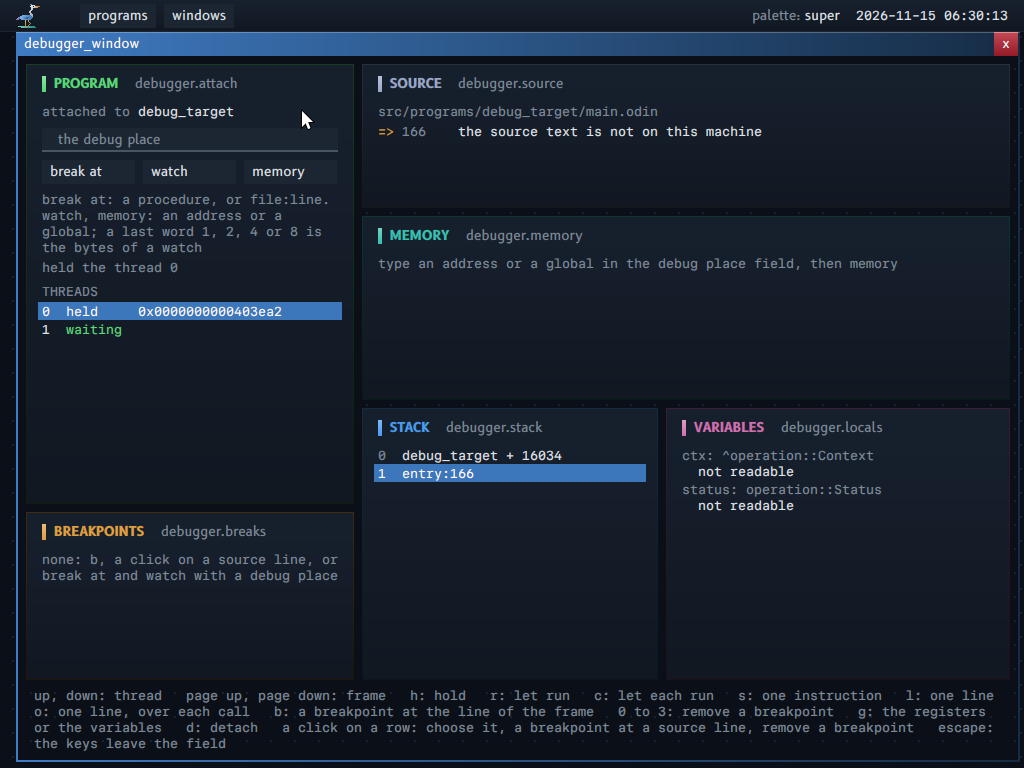 programs windows palette: super 2026-11-15 06:30:13
debugger_window x
PROGRAM debugger.attach
attached to debug_target
the debug place
break at watch memory
break at: a procedure, or file:line.
watch, memory: an address or a
global; a last word 1, 2, 4 or 8 is
the bytes of a watch
held the thread 0
THREADS
0 held 0x0000000000403ea2
1 waiting
BREAKPOINTS debugger.breaks
none: b, a click on a source line, or
break at and watch with a debug place
SOURCE debugger.source
src/programs/debug_target/main.odin
=> 166 the source text is not on this machine
MEMORY debugger.memory
type an address or a global in the debug place field, then memory
STACK debugger.stack
0 debug_target + 16034
1 entry:166
VARIABLES debugger.locals
ctx: ^operation::Context
not readable
status: operation::Status
not readable
up, down: thread page up, page down: frame h: hold r: let run c: let each run s: one instruction l: one line
o: one line, over each call b: a breakpoint at the line of the frame 0 to 3: remove a breakpoint g: the registers
or the variables d: detach a click on a row: choose it, a breakpoint at a source line, remove a breakpoint escape:
the keys leave the field